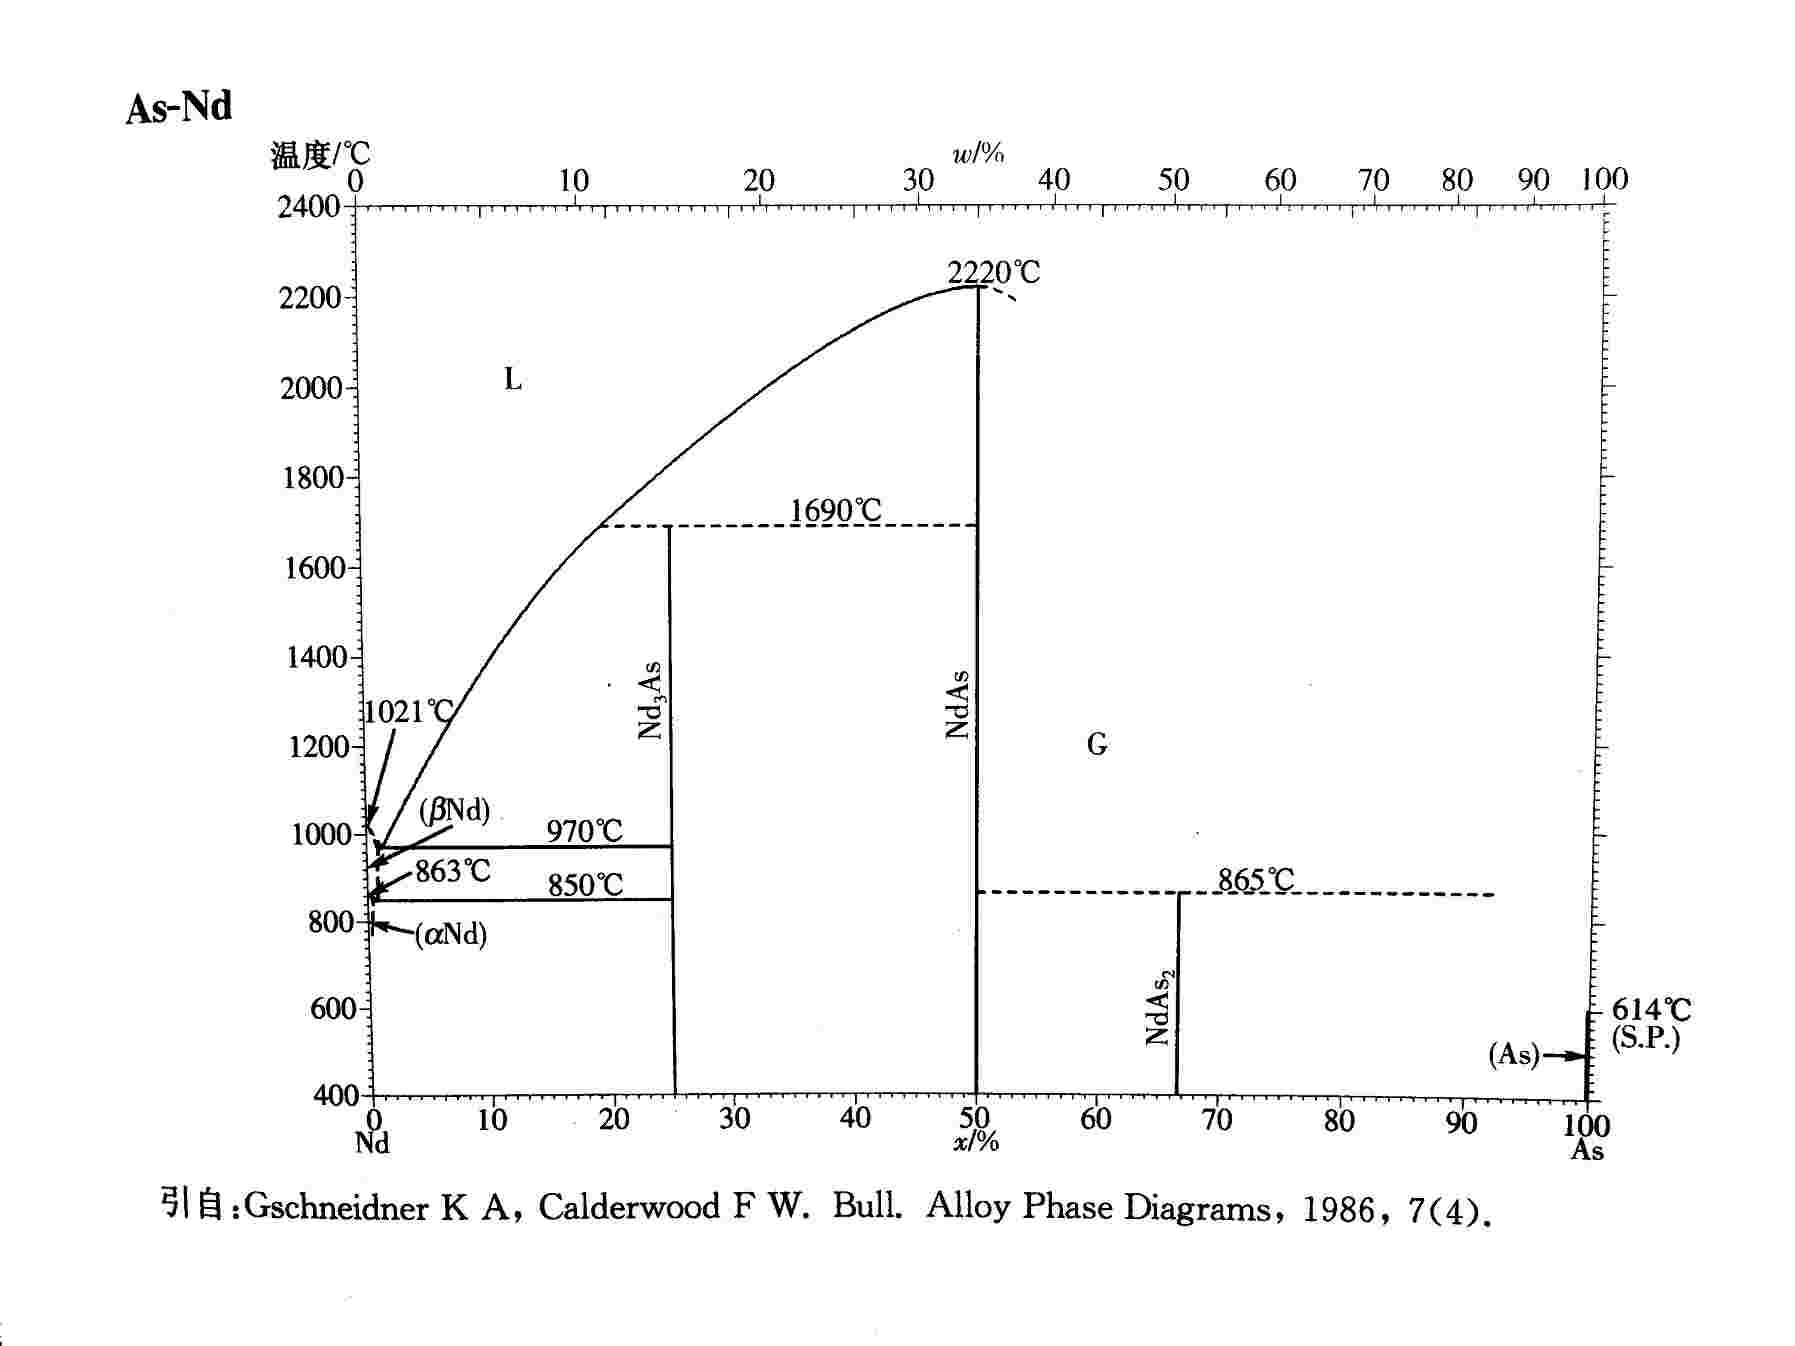 As-Nd
温度/℃
w/%
0 10 20 30 40 50 60 70 80 90 100
2400
2220℃
2200
L
2000
1800
1690℃
1600
1400
Nd₃As
NdAs
1021℃
1200
G
(βNd)
1000
970℃
863℃
850℃
865℃
800
(αNd)
NdAs₂
600
614℃
(S.P.)
(As)
400
0 10 20 30 40 50 60 70 80 90 100
Nd
x/%
As
引自:Gschneidner K A, Calderwood F W. Bull. Alloy Phase Diagrams, 1986, 7(4).